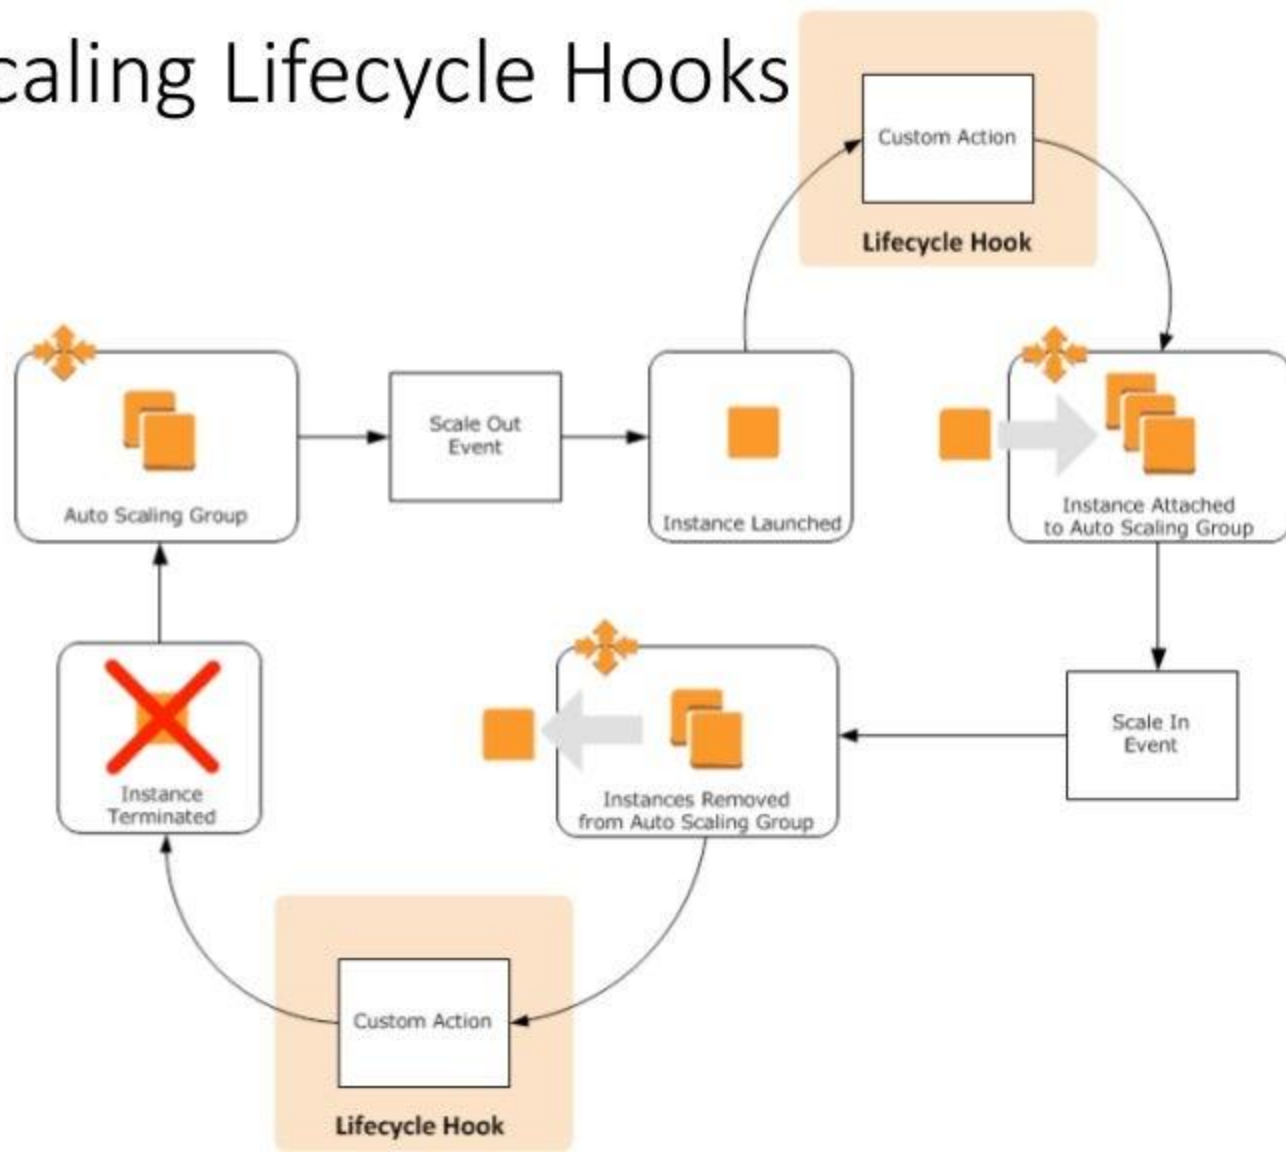 caling Lifecycle Hooks
Custom Action
Lifecycle Hook
Auto Scaling Group
Scale Out
Event
Instance Launched
Instance Attached
to Auto Scaling Group
Scale In
Event
Instances Removed
from Auto Scaling Group
Instance
Terminated
Custom Action
Lifecycle Hook